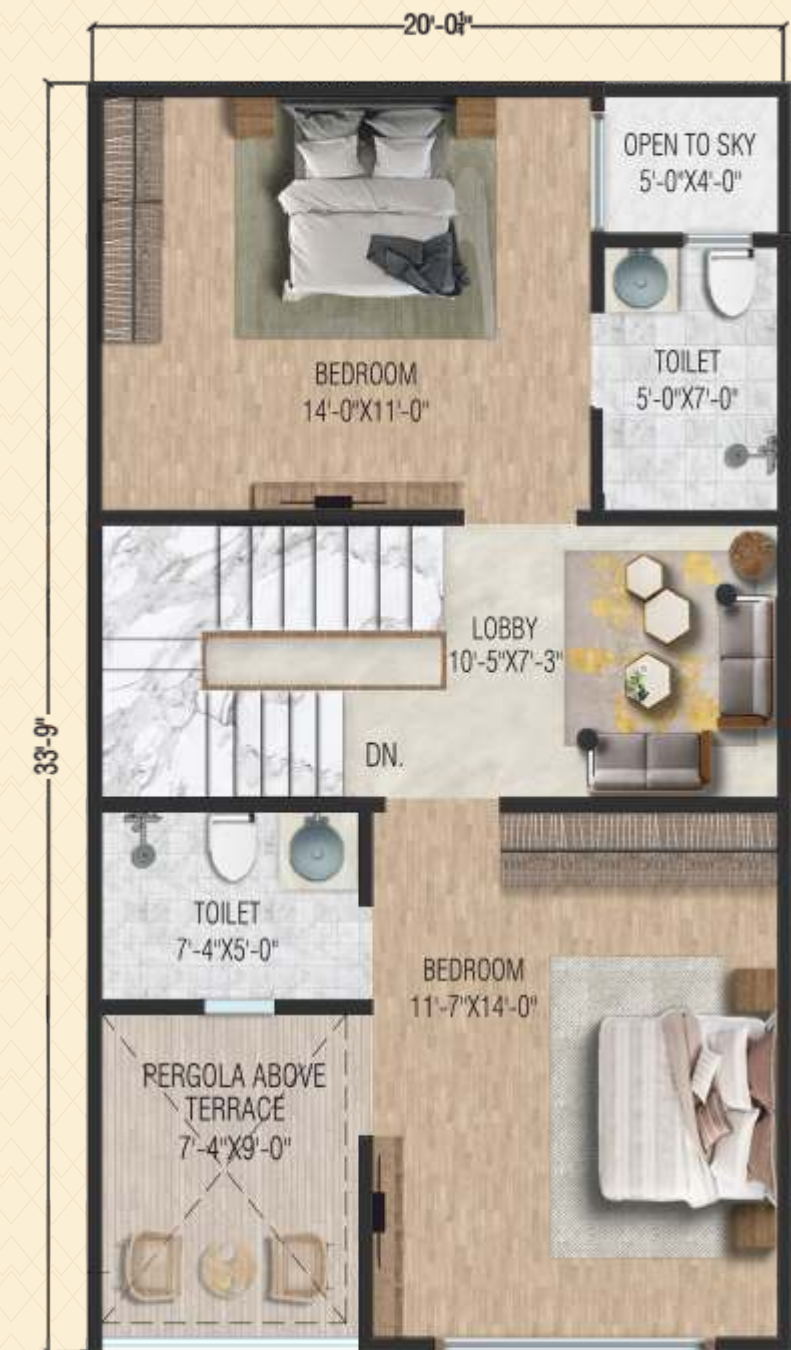 20'-0¾"
OPEN TO SKY
5'-0"X4'-0"
BEDROOM
14'-0"X11'-0"
TOILET
5'-0"X7'-0"
LOBBY
10'-5"X7'-3"
33'-9"
DN.
TOILET
7'-4"X5'-0"
BEDROOM
11'-7"X14'-0"
PERGOLA ABOVE
TERRACE
7'-4"X9'-0"